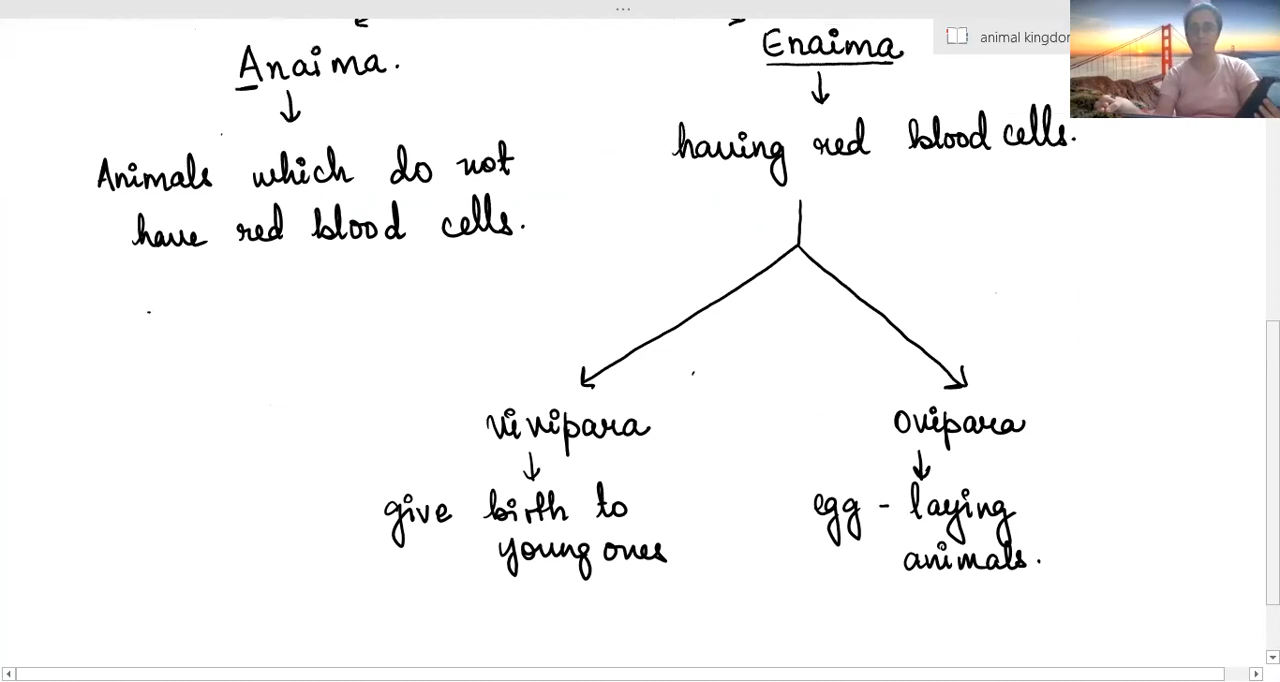 Anaima.
Animals which do not
have red blood cells.
Enaima
having red blood cells.
animal kingdo
Vivipara
give birth to
young ones
Ovipara
egg - laying
animals.